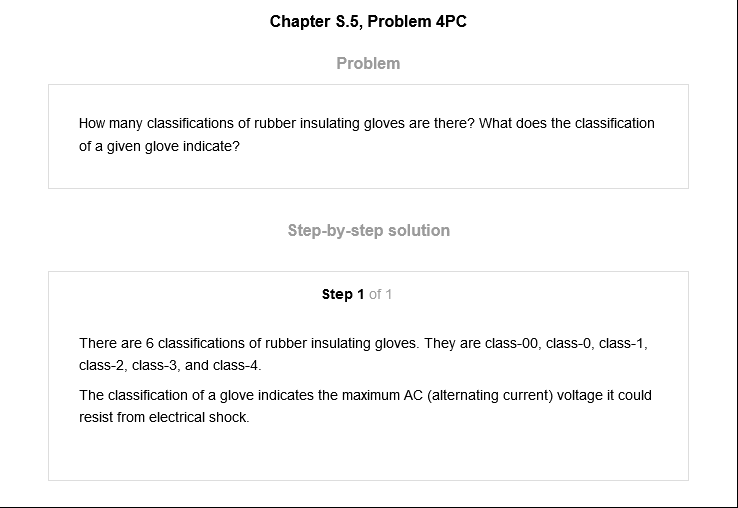 Chapter S.5, Problem 4PC
Problem
How many classifications of rubber insulating gloves are there? What does the classification
of a given glove indicate?
Step-by-step solution
Step 1 of 1
There are 6 classifications of rubber insulating gloves. They are class-00, class-0, class-1,
class-2, class-3, and class-4.
The classification of a glove indicates the maximum AC (alternating current) voltage it could
resist from electrical shock.